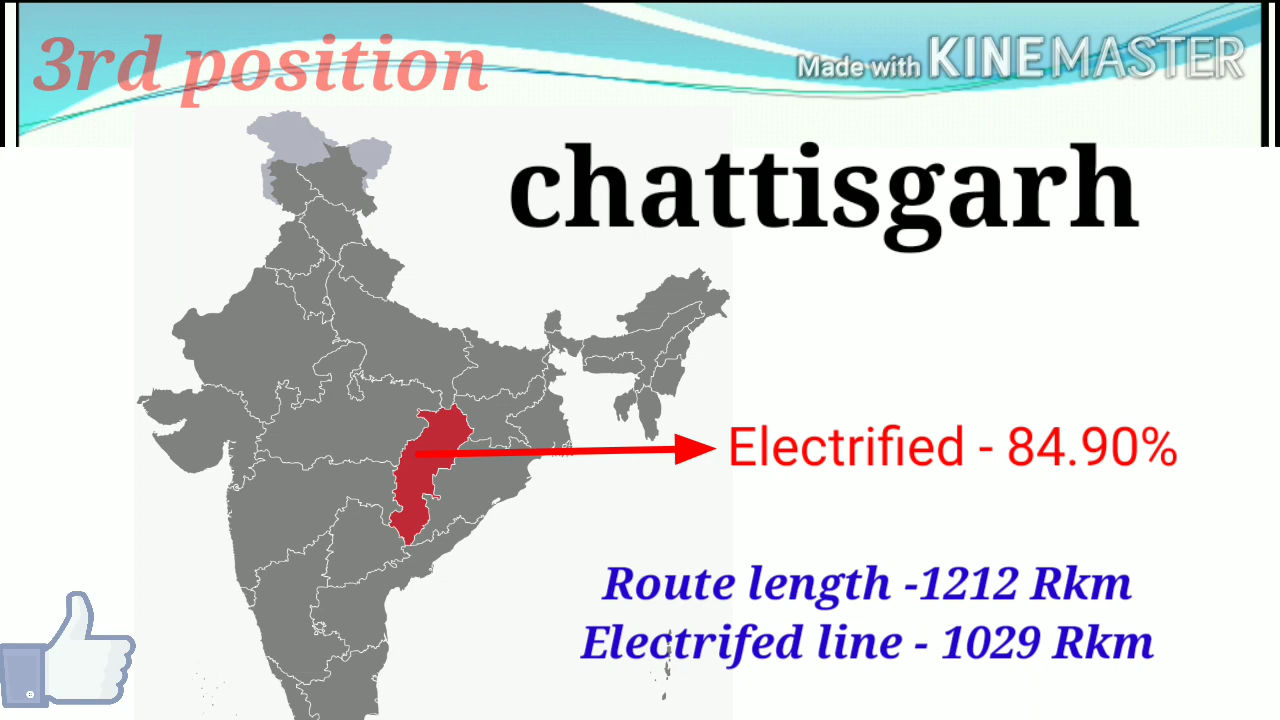 3rd position
Made with KINEMASTER
chattisgarh
Electrified - 84.90%
Route length -1212 Rkm
Electrifed line - 1029 Rkm